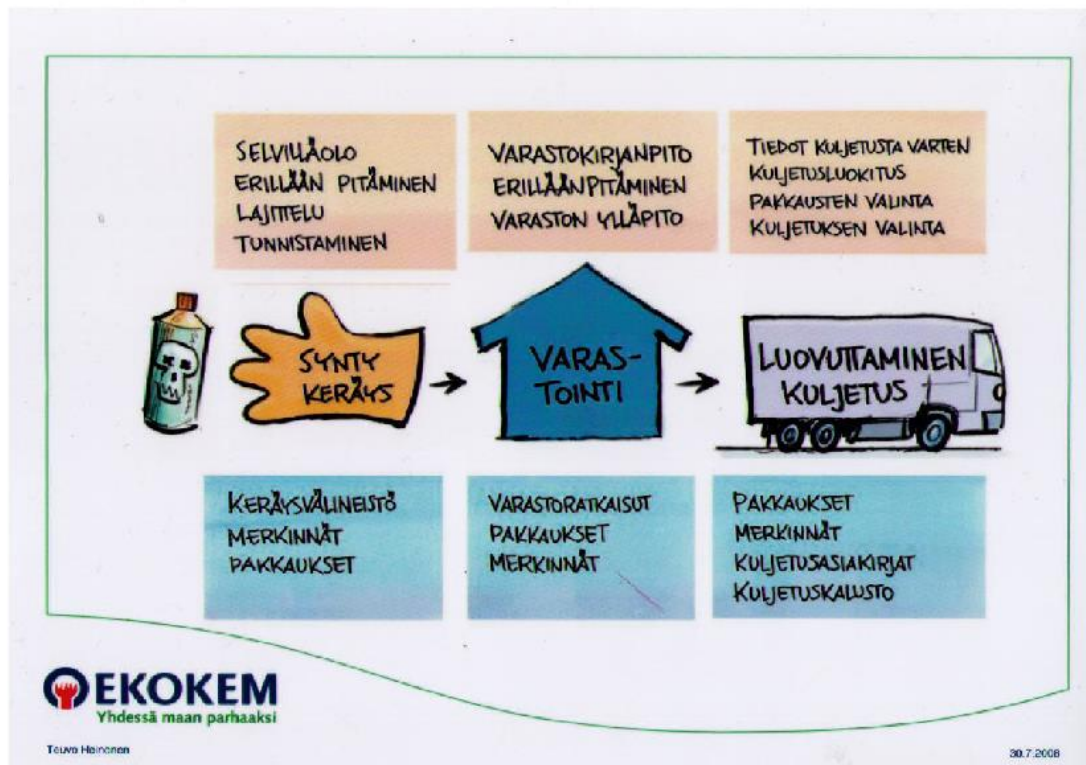 SELVILLÄOLO
ERILLÄÄN PITÄMINEN
LAJITTELU
TUNNISTAMINEN
VARASTOKIRJANPITO
ERILLÄÄNPITÄMINEN
VARASTON YLLÄPITO
TIEDOT KULJETUSTA VARTEN
KULJETUSLUOKITUS
PAKKAUSTEN VALINTA
KULJETUKSEN VALINTA
SYNTY
KERÄYS
VARAS-
TOINTI
LUOVUTTAMINEN
KULJETUS
KERÄYSVÄLINEISTÖ
MERKINNÄT
PAKKAUKSET
VARASTORATKAISUT
PAKKAUKSET
MERKINNÄT
PAKKAUKSET
MERKINNÄT
KULJETUSASIAKIRJAT
KULJETUSKALUSTO
EKOKEM
Yhdessä maan parhaaksi
Teuvo Heinonen
30.7.2008